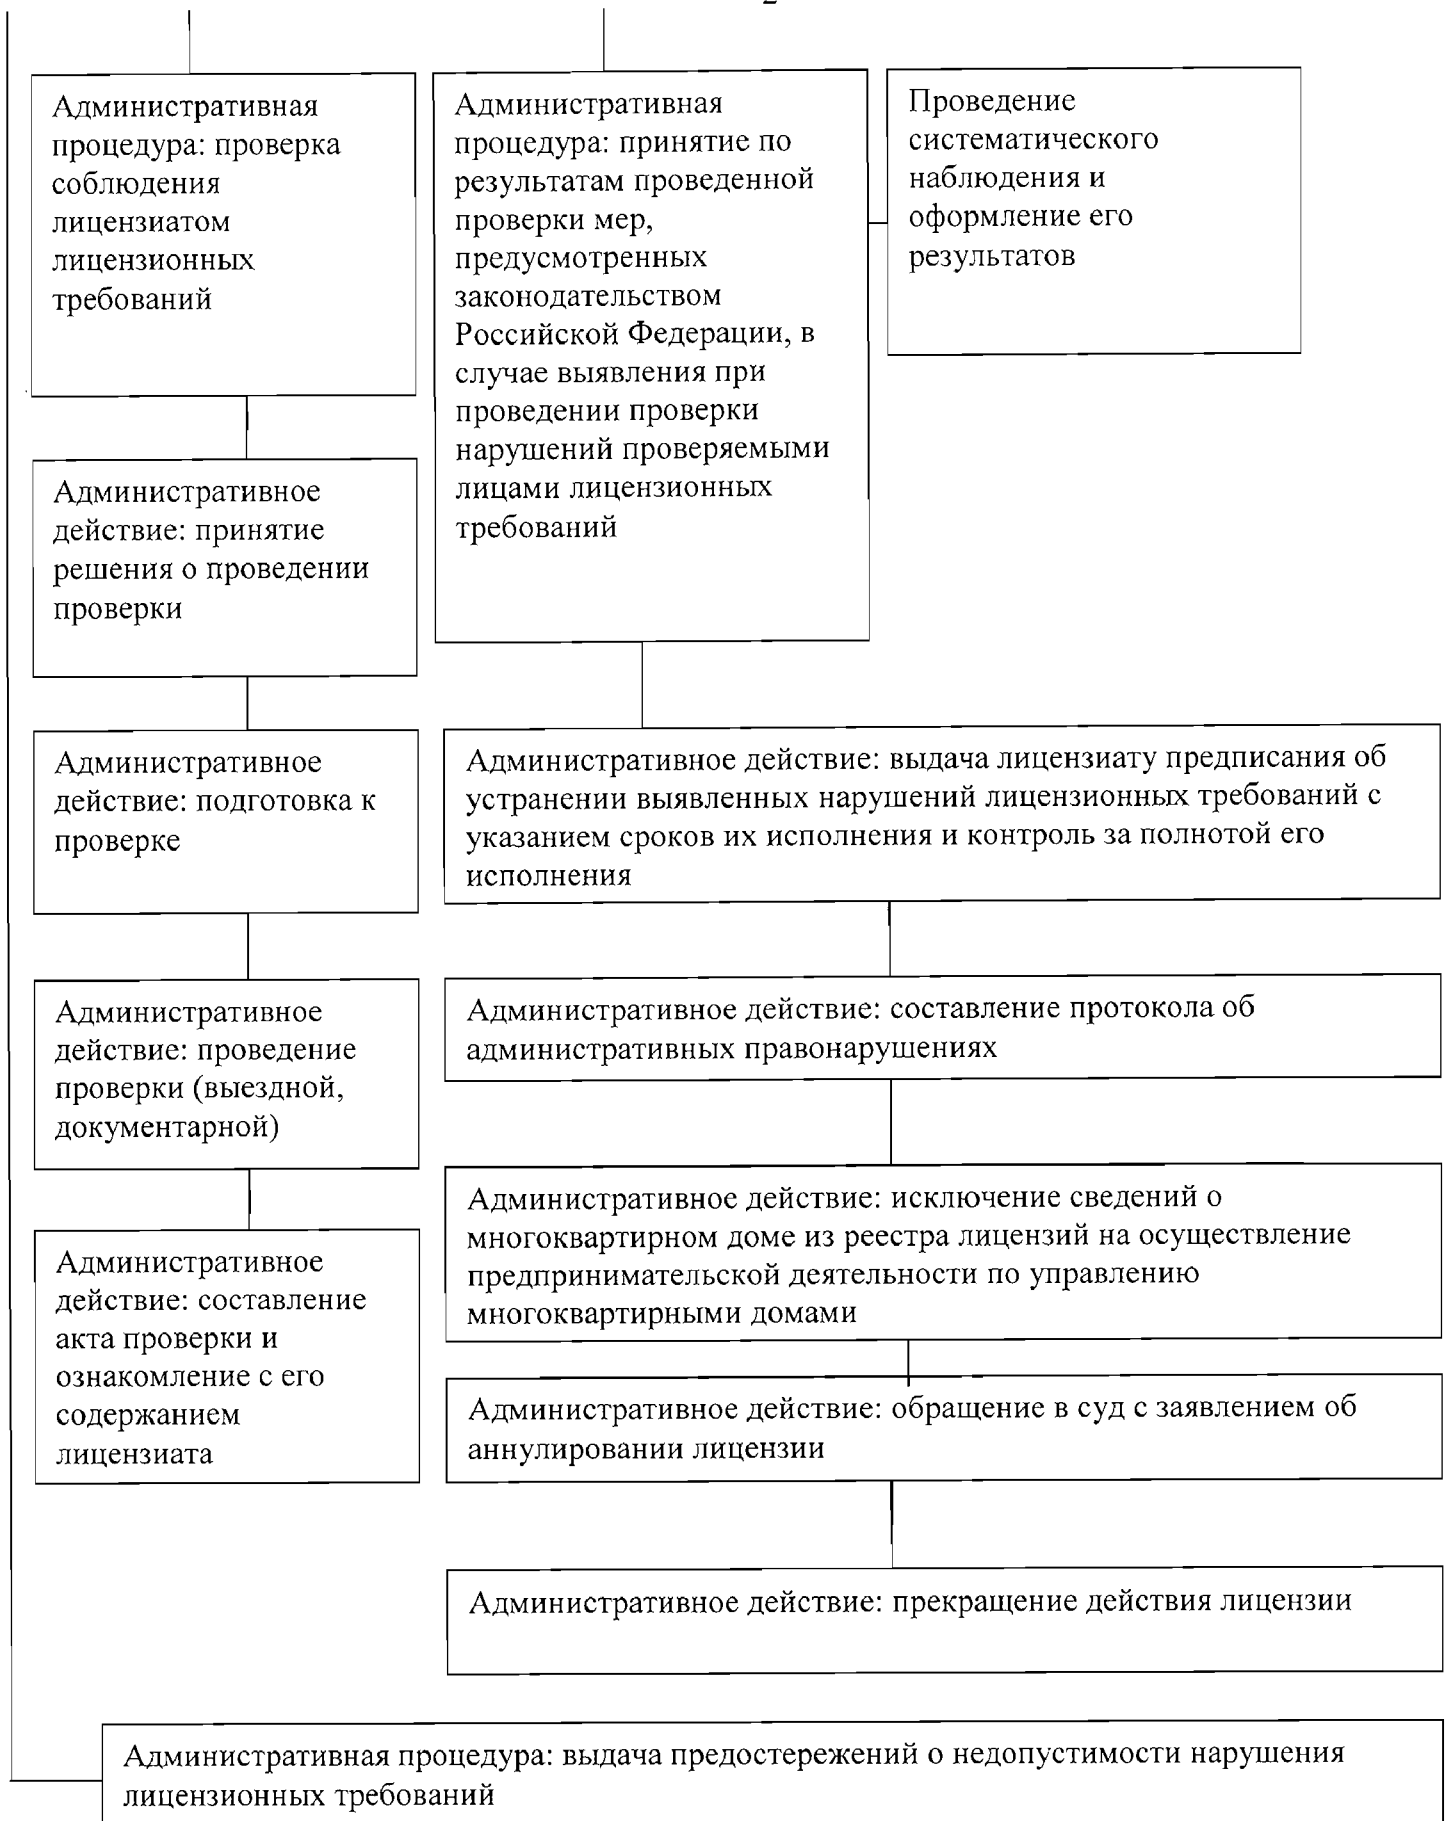 2
Административная
процедура: проверка
соблюдения
лицензиатом
лицензионных
требований
Административная
процедура: принятие по
результатам проведенной
проверки мер,
предусмотренных
законодательством
Российской Федерации, в
случае выявления при
проведении проверки
нарушений проверяемыми
лицами лицензионных
требований
Проведение
систематического
наблюдения и
оформление его
результатов
Административное
действие: принятие
решения о проведении
проверки
Административное
действие: подготовка к
проверке
Административное
действие: проведение
проверки (выездной,
документарной)
Административное
действие: составление
акта проверки и
ознакомление с его
содержанием
лицензиата
Административное действие: выдача лицензиату предписания об
устранении выявленных нарушений лицензионных требований с
указанием сроков их исполнения и контроль за полнотой его
исполнения
Административное действие: составление протокола об
административных правонарушениях
Административное действие: исключение сведений о
многоквартирном доме из реестра лицензий на осуществление
предпринимательской деятельности по управлению
многоквартирными домами
Административное действие: обращение в суд с заявлением об
аннулировании лицензии
Административное действие: прекращение действия лицензии
Административная процедура: выдача предостережений о недопустимости нарушения
лицензионных требований